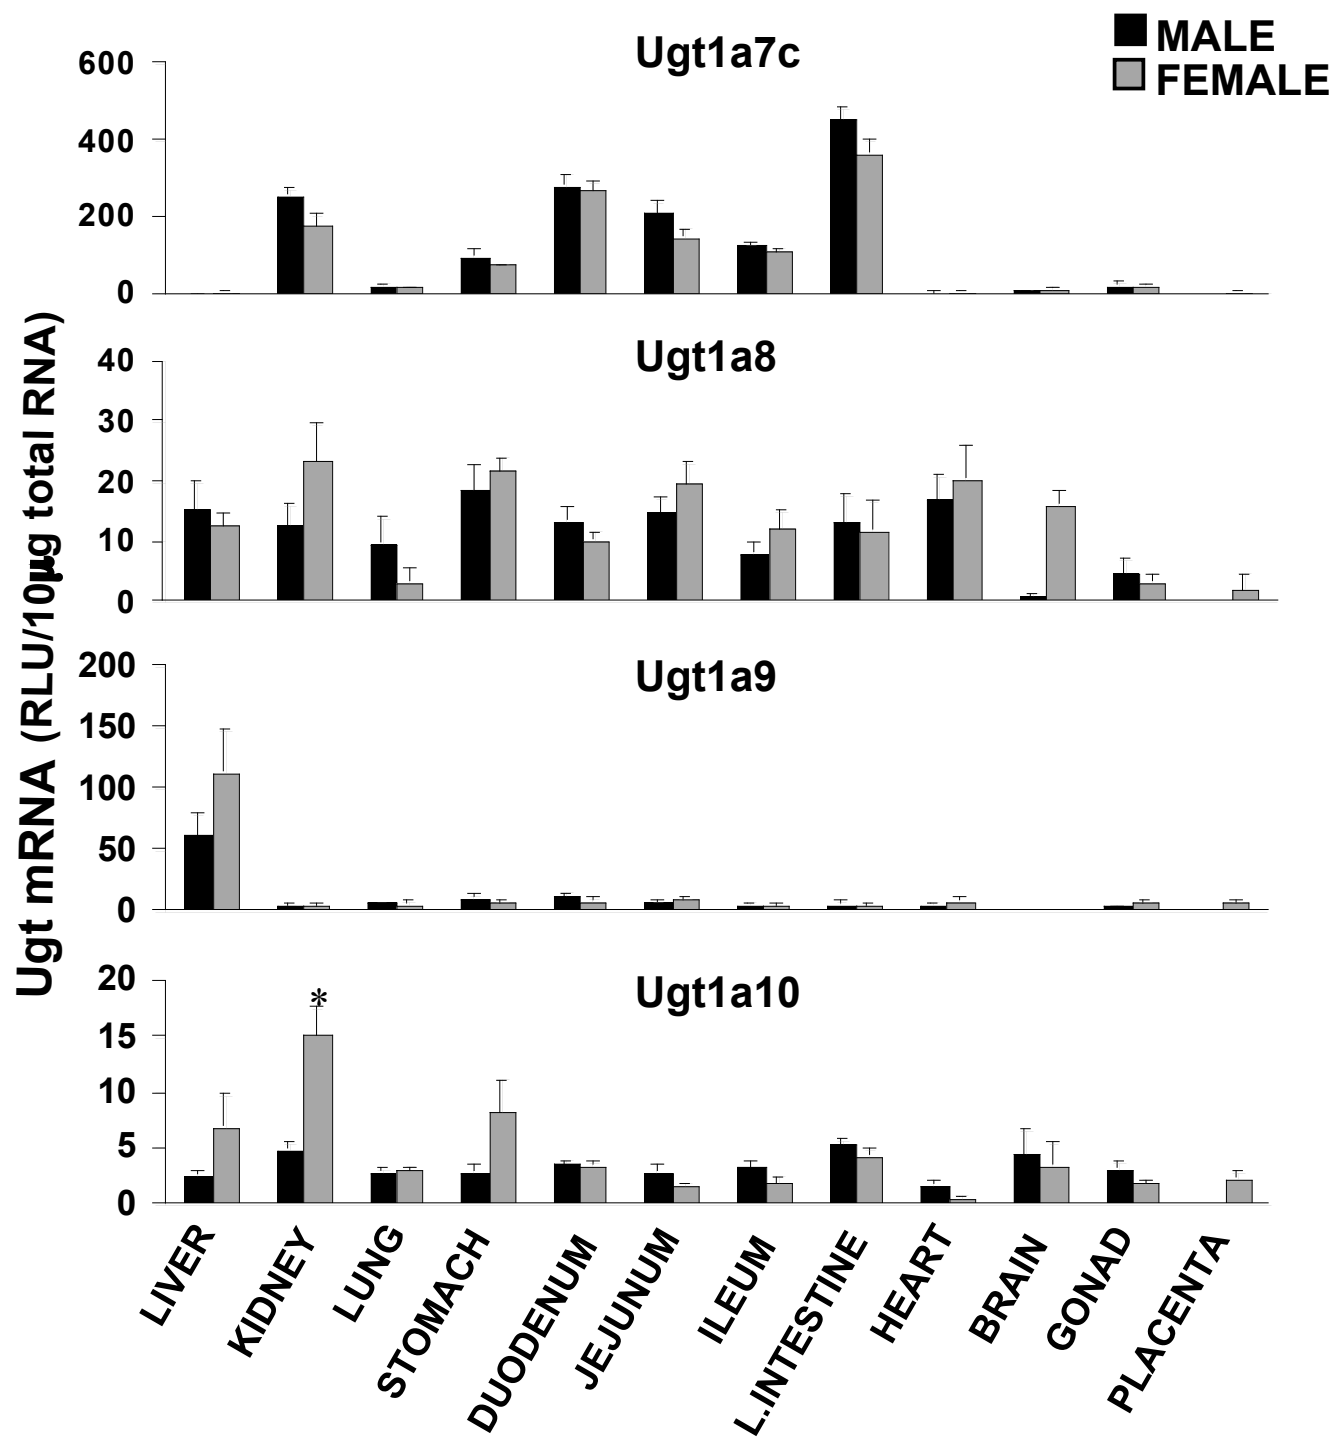 MALE
FEMALE
Ugt mRNA (RLU/10µg total RNA)
Ugt1a7c
600
400
200
0
Ugt1a8
40
30
20
10
0
Ugt1a9
200
150
100
50
0
Ugt1a10
20
15
10
5
0
*
LIVER
KIDNEY
LUNG
STOMACH
DUODENUM
JEJUNUM
ILEUM
L.INTESTINE
HEART
BRAIN
GONAD
PLACENTA